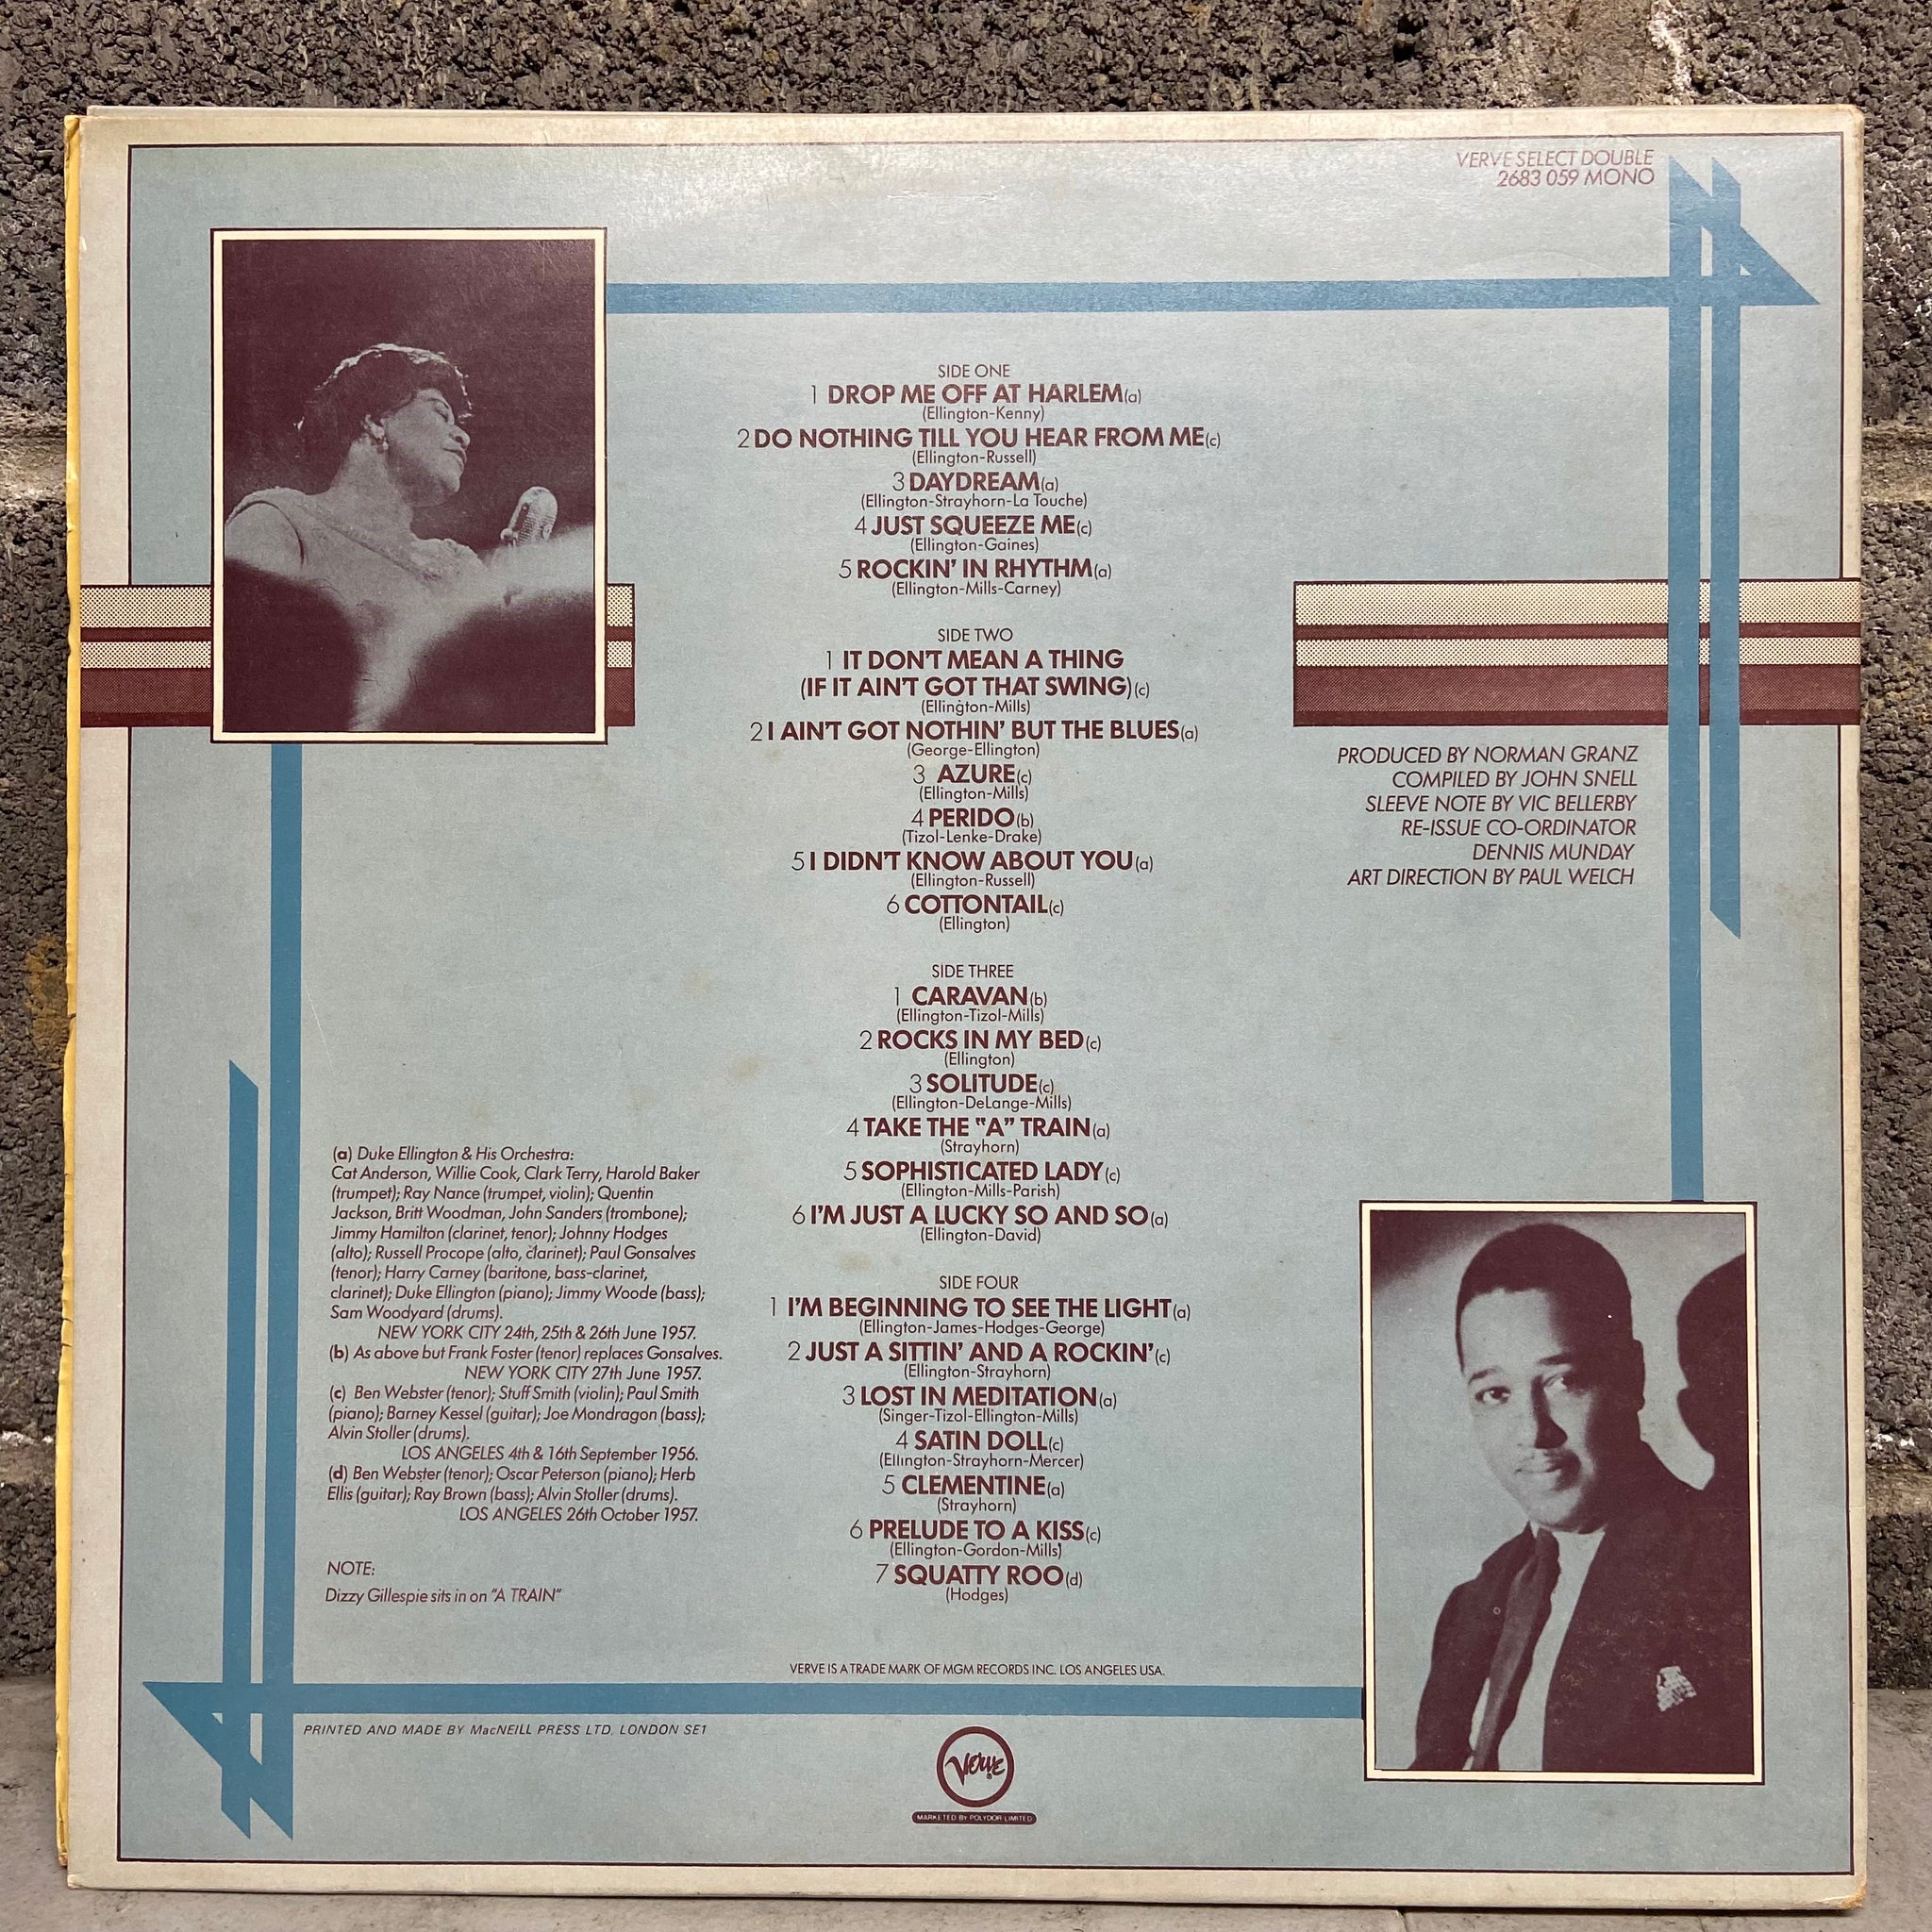 VERVE SELECT DOUBLE
2683 059 MONO
SIDE ONE
1 DROP ME OFF AT HARLEM(a)
(Ellington-Kenny)
2 DO NOTHING TILL YOU HEAR FROM ME(c)
(Ellington-Russell)
3 DAYDREAM(a)
(Ellington-Strayhorn-La Touche)
4 JUST SQUEEZE ME(c)
(Ellington-Gaines)
5 ROCKIN' IN RHYTHM(a)
(Ellington-Mills-Carney)
SIDE TWO
1 IT DON'T MEAN A THING
(IF IT AIN'T GOT THAT SWING)(c)
(Ellington-Mills)
2 I AIN'T GOT NOTHIN' BUT THE BLUES(a)
(George-Ellington)
3 AZURE(c)
(Ellington-Mills)
4 PERIDO(b)
(Tizol-Lenke-Drake)
5 I DIDN'T KNOW ABOUT YOU(a)
(Ellington-Russell)
6 COTTONTAIL(c)
(Ellington)
SIDE THREE
1 CARAVAN(b)
(Ellington-Tizol-Mills)
2 ROCKS IN MY BED(c)
(Ellington)
3 SOLITUDE(c)
(Ellington-DeLange-Mills)
4 TAKE THE "A" TRAIN(a)
(Strayhorn)
5 SOPHISTICATED LADY(c)
(Ellington-Mills-Parish)
6 I'M JUST A LUCKY SO AND SO(a)
(Ellington-David)
SIDE FOUR
1 I'M BEGINNING TO SEE THE LIGHT(a)
(Ellington-James-Hodges-George)
2 JUST A SITTIN' AND A ROCKIN'(c)
(Ellington-Strayhorn)
3 LOST IN MEDITATION(a)
(Singer-Tizol-Ellington-Mills)
4 SATIN DOLL(c)
(Ellington-Strayhorn-Mercer)
5 CLEMENTINE(a)
(Strayhorn)
6 PRELUDE TO A KISS(c)
(Ellington-Gordon-Mills)
7 SQUATTY ROO(d)
(Hodges)
PRODUCED BY NORMAN GRANZ
COMPILED BY JOHN SNELL
SLEEVE NOTE BY VIC BELLERBY
RE-ISSUE CO-ORDINATOR
DENNIS MUNDAY
ART DIRECTION BY PAUL WELCH
(a) Duke Ellington & His Orchestra:
Cat Anderson, Willie Cook, Clark Terry, Harold Baker
(trumpet); Ray Nance (trumpet, violin); Quentin
Jackson, Britt Woodman, John Sanders (trombone);
Jimmy Hamilton (clarinet, tenor); Johnny Hodges
(alto); Russell Procope (alto, clarinet); Paul Gonsalves
(tenor); Harry Carney (baritone, bass-clarinet,
clarinet); Duke Ellington (piano); Jimmy Woode (bass);
Sam Woodyard (drums).
NEW YORK CITY 24th, 25th & 26th June 1957.
(b) As above but Frank Foster (tenor) replaces Gonsalves.
NEW YORK CITY 27th June 1957.
(c) Ben Webster (tenor); Stuff Smith (violin); Paul Smith
(piano); Barney Kessel (guitar); Joe Mondragon (bass);
Alvin Stoller (drums).
LOS ANGELES 4th & 16th September 1956.
(d) Ben Webster (tenor); Oscar Peterson (piano); Herb
Ellis (guitar); Ray Brown (bass); Alvin Stoller (drums).
LOS ANGELES 26th October 1957.
NOTE:
Dizzy Gillespie sits in on "A TRAIN"
VERVE IS A TRADE MARK OF MGM RECORDS INC. LOS ANGELES USA.
PRINTED AND MADE BY MacNEILL PRESS LTD, LONDON SE1
Verve
MARKETED BY POLYDOR LIMITED